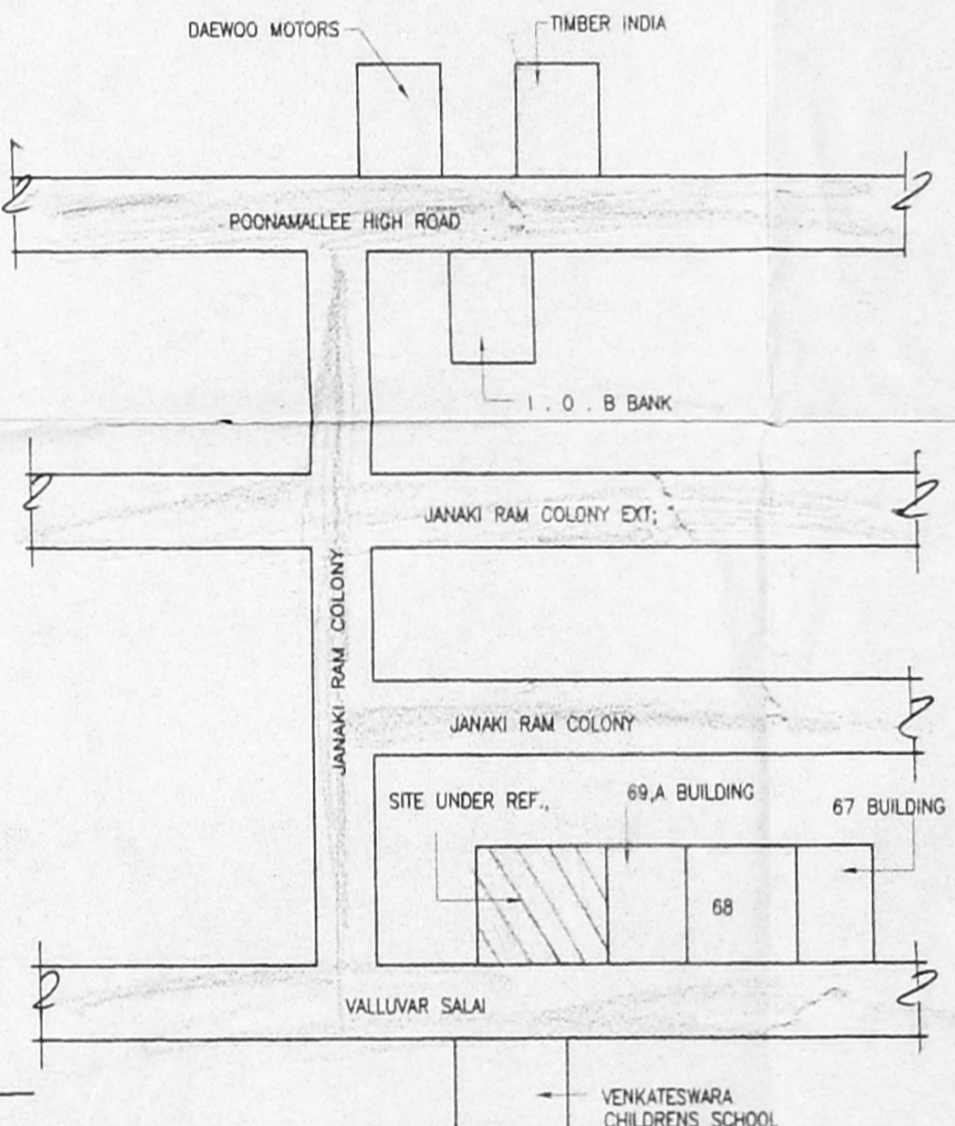 DAEWOO MOTORS
TIMBER INDIA
POONAMALLEE HIGH ROAD
I . O . B BANK
JANAKI RAM COLONY EXT;
JANAKI RAM COLONY
JANAKI RAM COLONY
SITE UNDER REF.,
69,A BUILDING
67 BUILDING
68
VALLUVAR SALAI
VENKATESWARA
CHILDRENS SCHOOL